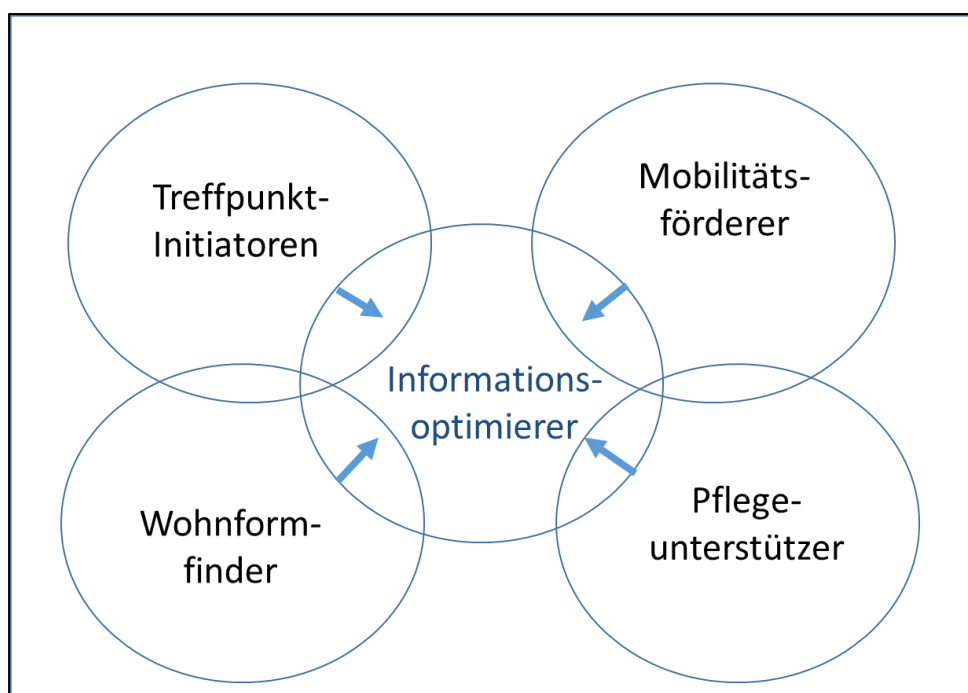 Treffpunkt-
Initiatoren
Mobilitäts-
förderer
Informations-
optimierer
Wohnform-
finder
Pflege-
unterstützer